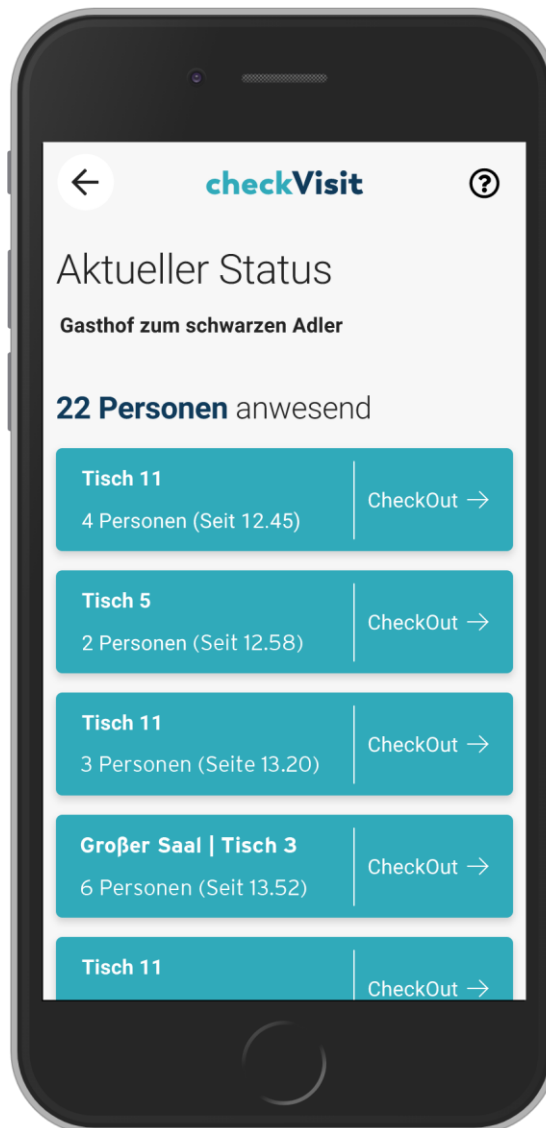 checkVisit
Aktueller Status
Gasthof zum schwarzen Adler
22 Personen anwesend
Tisch 11
4 Personen (Seit 12.45)
CheckOut →
Tisch 5
2 Personen (Seit 12.58)
CheckOut →
Tisch 11
3 Personen (Seite 13.20)
CheckOut →
Großer Saal | Tisch 3
6 Personen (Seit 13.52)
CheckOut →
Tisch 11
CheckOut →